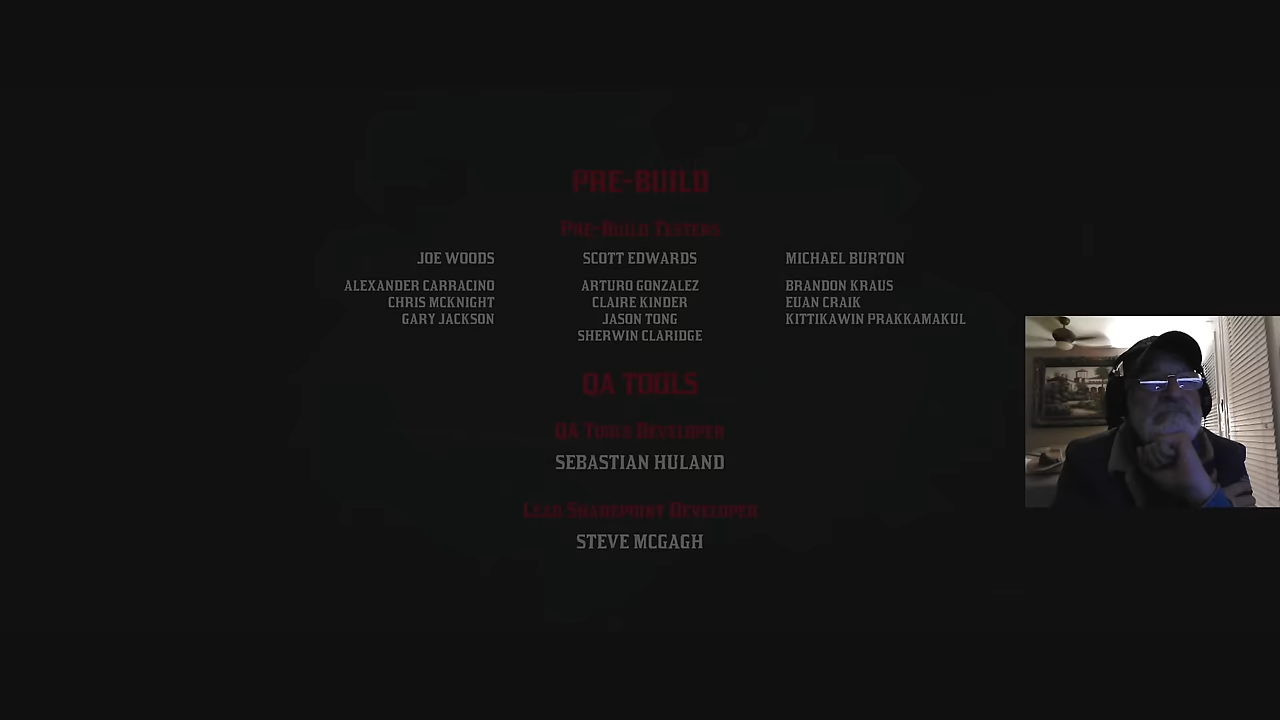 PRE-BUILD
PRE-BUILD TESTERS
JOE WOODS SCOTT EDWARDS MICHAEL BURTON
ALEXANDER CARRACINO ARTURO GONZALEZ BRANDON KRAUS
CHRIS MCKNIGHT CLAIRE KINDER EUAN CRAIK
GARY JACKSON JASON TONG KITTIKAWIN PRAKKAMAKUL
SHERWIN CLARIDGE
QA TOOLS
QA TOOLS DEVELOPER
SEBASTIAN HULAND
LEAD SHAREPOINT DEVELOPER
STEVE MCGAGH